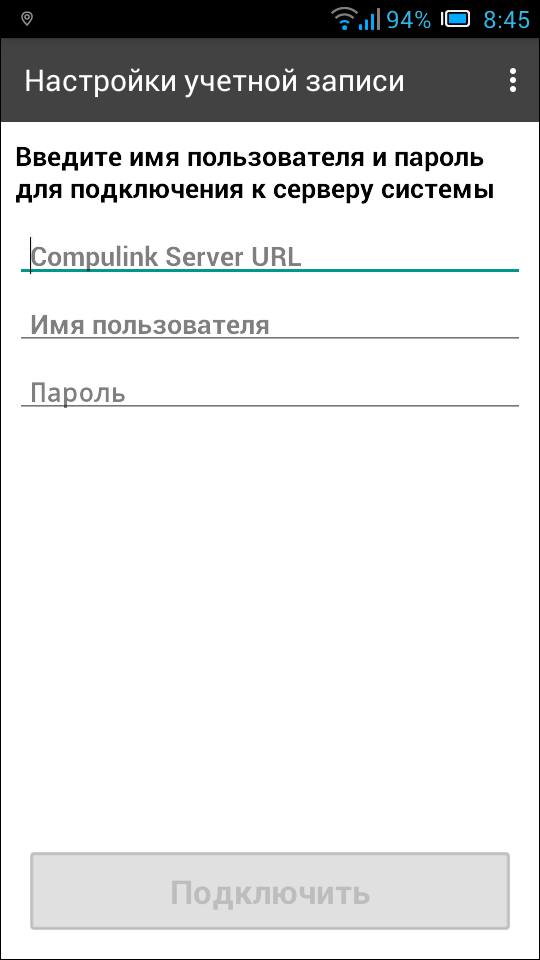 94% 8:45
Настройки учетной записи
Введите имя пользователя и пароль
для подключения к серверу системы
Compulink Server URL
Имя пользователя
Пароль
Подключить